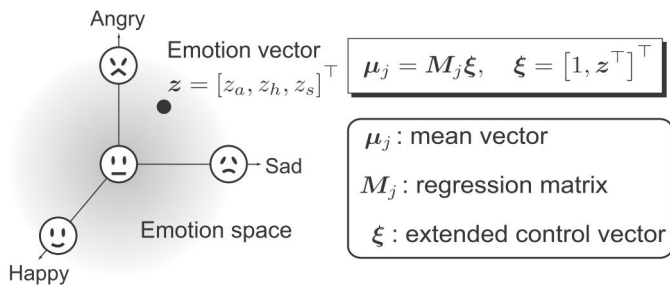 Angry
Emotion vector
z = [z_a, z_h, z_s]^⊤
Sad
Emotion space
Happy
μ_j = M_j ξ, ξ = [1, z^⊤]^⊤
μ_j : mean vector
M_j : regression matrix
ξ : extended control vector